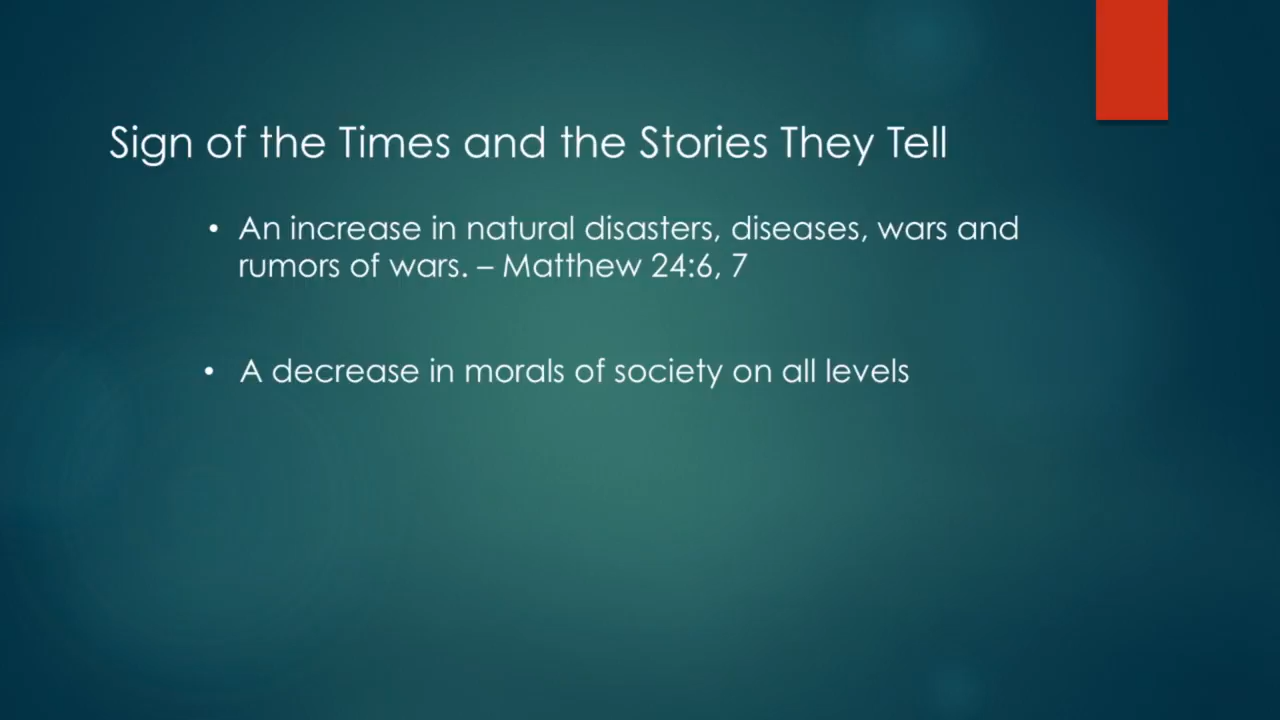 Sign of the Times and the Stories They Tell
• An increase in natural disasters, diseases, wars and
rumors of wars. – Matthew 24:6, 7
• A decrease in morals of society on all levels